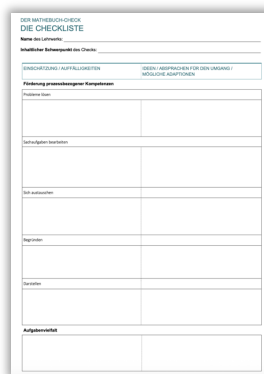 DER MATHEBUCH-CHECK
DIE CHECKLISTE
Name des Lehrwerks:
Inhaltlicher Schwerpunkt des Checks:
EINSCHÄTZUNG / AUFFÄLLIGKEITEN
IDEEN / ABSPRACHEN FÜR DEN UMGANG /
MÖGLICHE ADAPTIONEN
Förderung prozessbezogener Kompetenzen
Probleme lösen
Sachaufgaben bearbeiten
Sich austauschen
Begründen
Darstellen
Aufgabenvielfalt